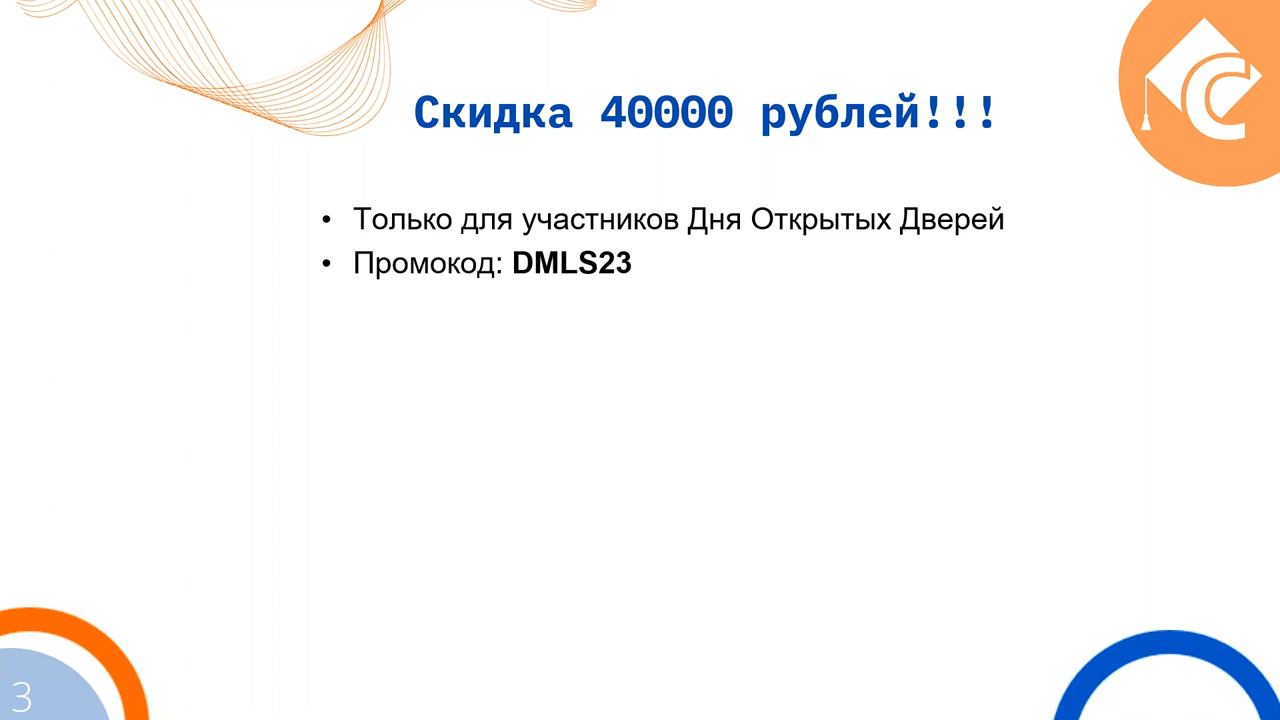 Скидка 40000 рублей!!!
• Только для участников Дня Открытых Дверей
• Промокод: DMLS23
3